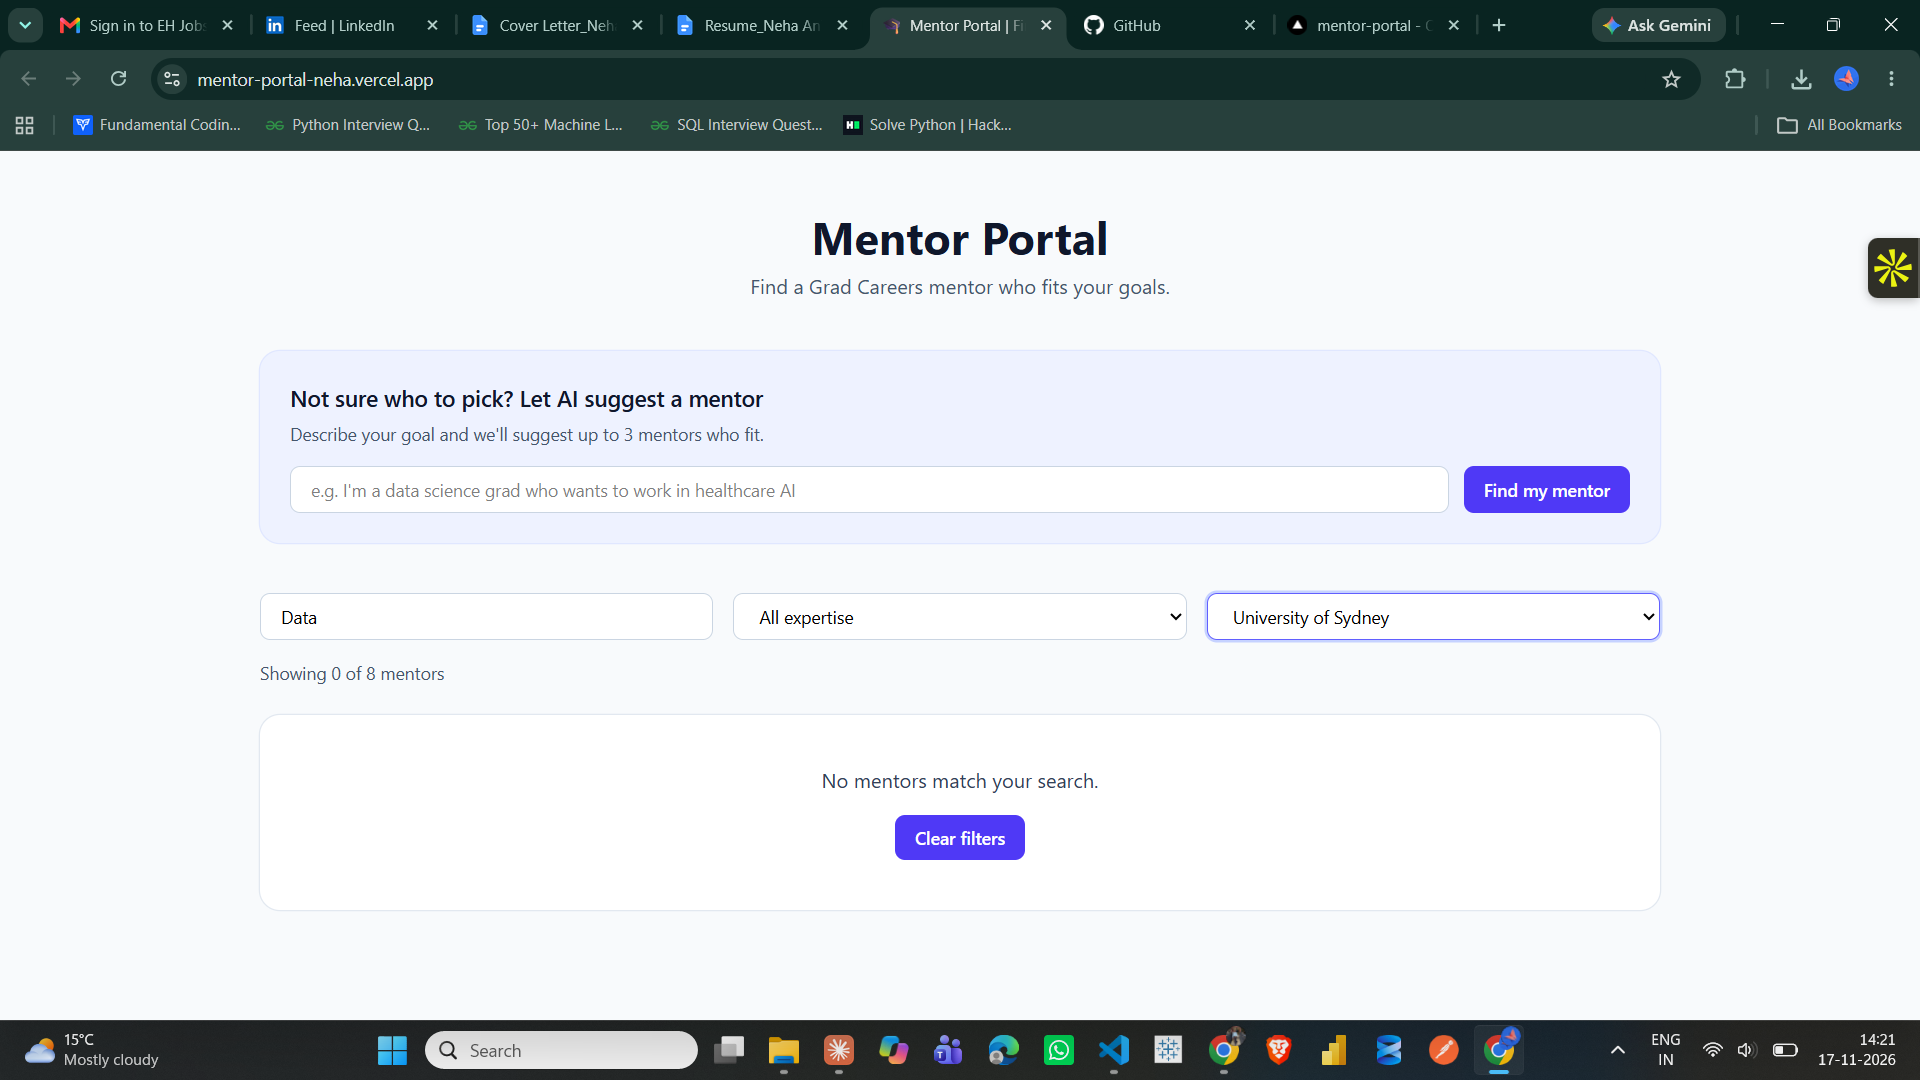 Sign in to EH Jobs
Feed | LinkedIn
Cover Letter_Neh
Resume_Neha An
Mentor Portal | Fi
GitHub
mentor-portal -
Ask Gemini
mentor-portal-neha.vercel.app
Fundamental Codin...
Python Interview Q...
Top 50+ Machine L...
SQL Interview Quest...
Solve Python | Hack...
All Bookmarks
Mentor Portal
Find a Grad Careers mentor who fits your goals.
Not sure who to pick? Let AI suggest a mentor
Describe your goal and we'll suggest up to 3 mentors who fit.
e.g. I'm a data science grad who wants to work in healthcare AI
Find my mentor
Data
All expertise
University of Sydney
Showing 0 of 8 mentors
No mentors match your search.
Clear filters
15°C
Mostly cloudy
Search
ENG
IN
14:21
17-11-2026